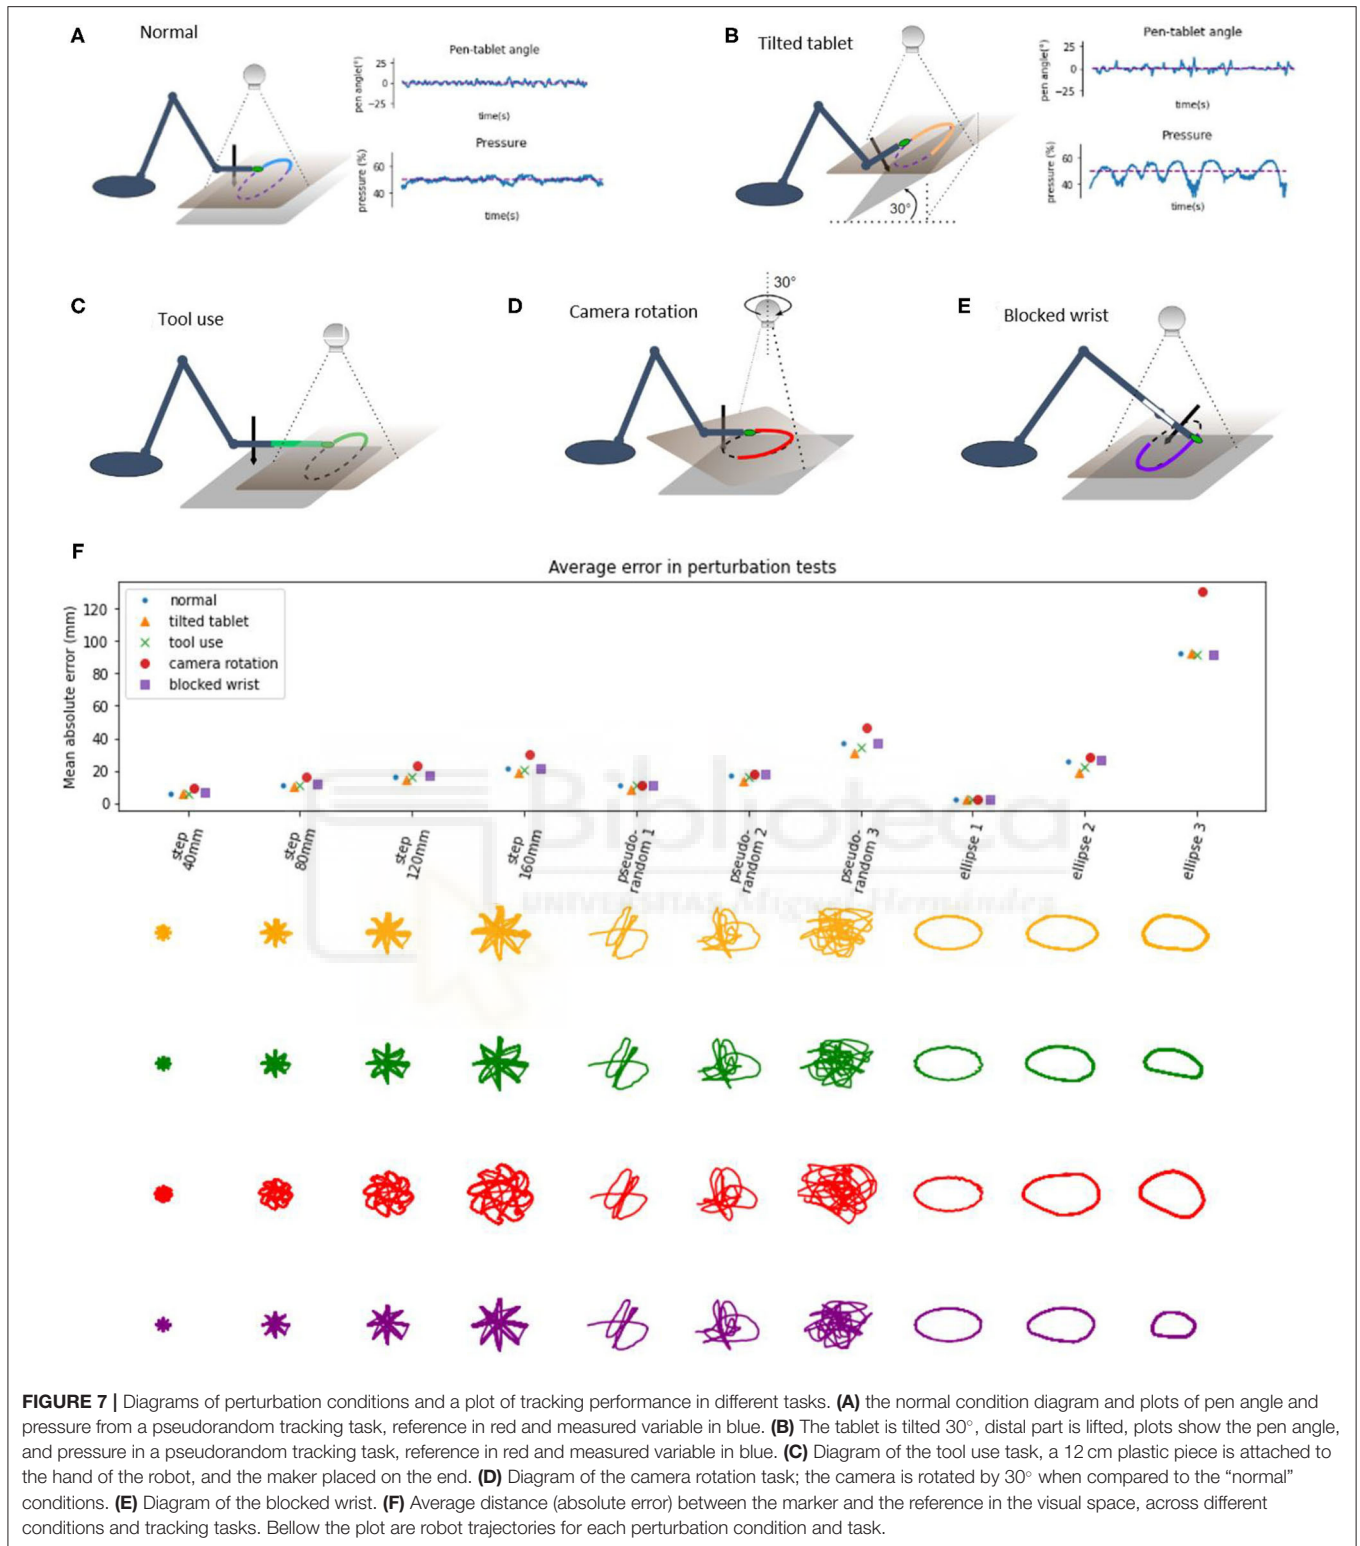 A
Normal
Pen-tablet angle
pen angle(°)
25
0
−25
time(s)
Pressure
pressure (%)
60
40
time(s)
B
Tilted tablet
30°
Pen-tablet angle
pen angle(°)
25
0
−25
time(s)
Pressure
pressure (%)
60
40
time(s)
C
Tool use
D
Camera rotation
30°
E
Blocked wrist
F
Average error in perturbation tests
Mean absolute error (mm)
120
100
80
60
40
20
0
normal
tilted tablet
tool use
camera rotation
blocked wrist
step
40mm
step
80mm
step
120mm
step
160mm
pseudo-
random 1
pseudo-
random 2
pseudo-
random 3
ellipse 1
ellipse 2
ellipse 3
Biblioteca
UNIVERSITAS Miguel Hernández
FIGURE 7 | Diagrams of perturbation conditions and a plot of tracking performance in different tasks. (A) the normal condition diagram and plots of pen angle and
pressure from a pseudorandom tracking task, reference in red and measured variable in blue. (B) The tablet is tilted 30°, distal part is lifted, plots show the pen angle,
and pressure in a pseudorandom tracking task, reference in red and measured variable in blue. (C) Diagram of the tool use task, a 12 cm plastic piece is attached to
the hand of the robot, and the maker placed on the end. (D) Diagram of the camera rotation task; the camera is rotated by 30° when compared to the “normal”
conditions. (E) Diagram of the blocked wrist. (F) Average distance (absolute error) between the marker and the reference in the visual space, across different
conditions and tracking tasks. Bellow the plot are robot trajectories for each perturbation condition and task.